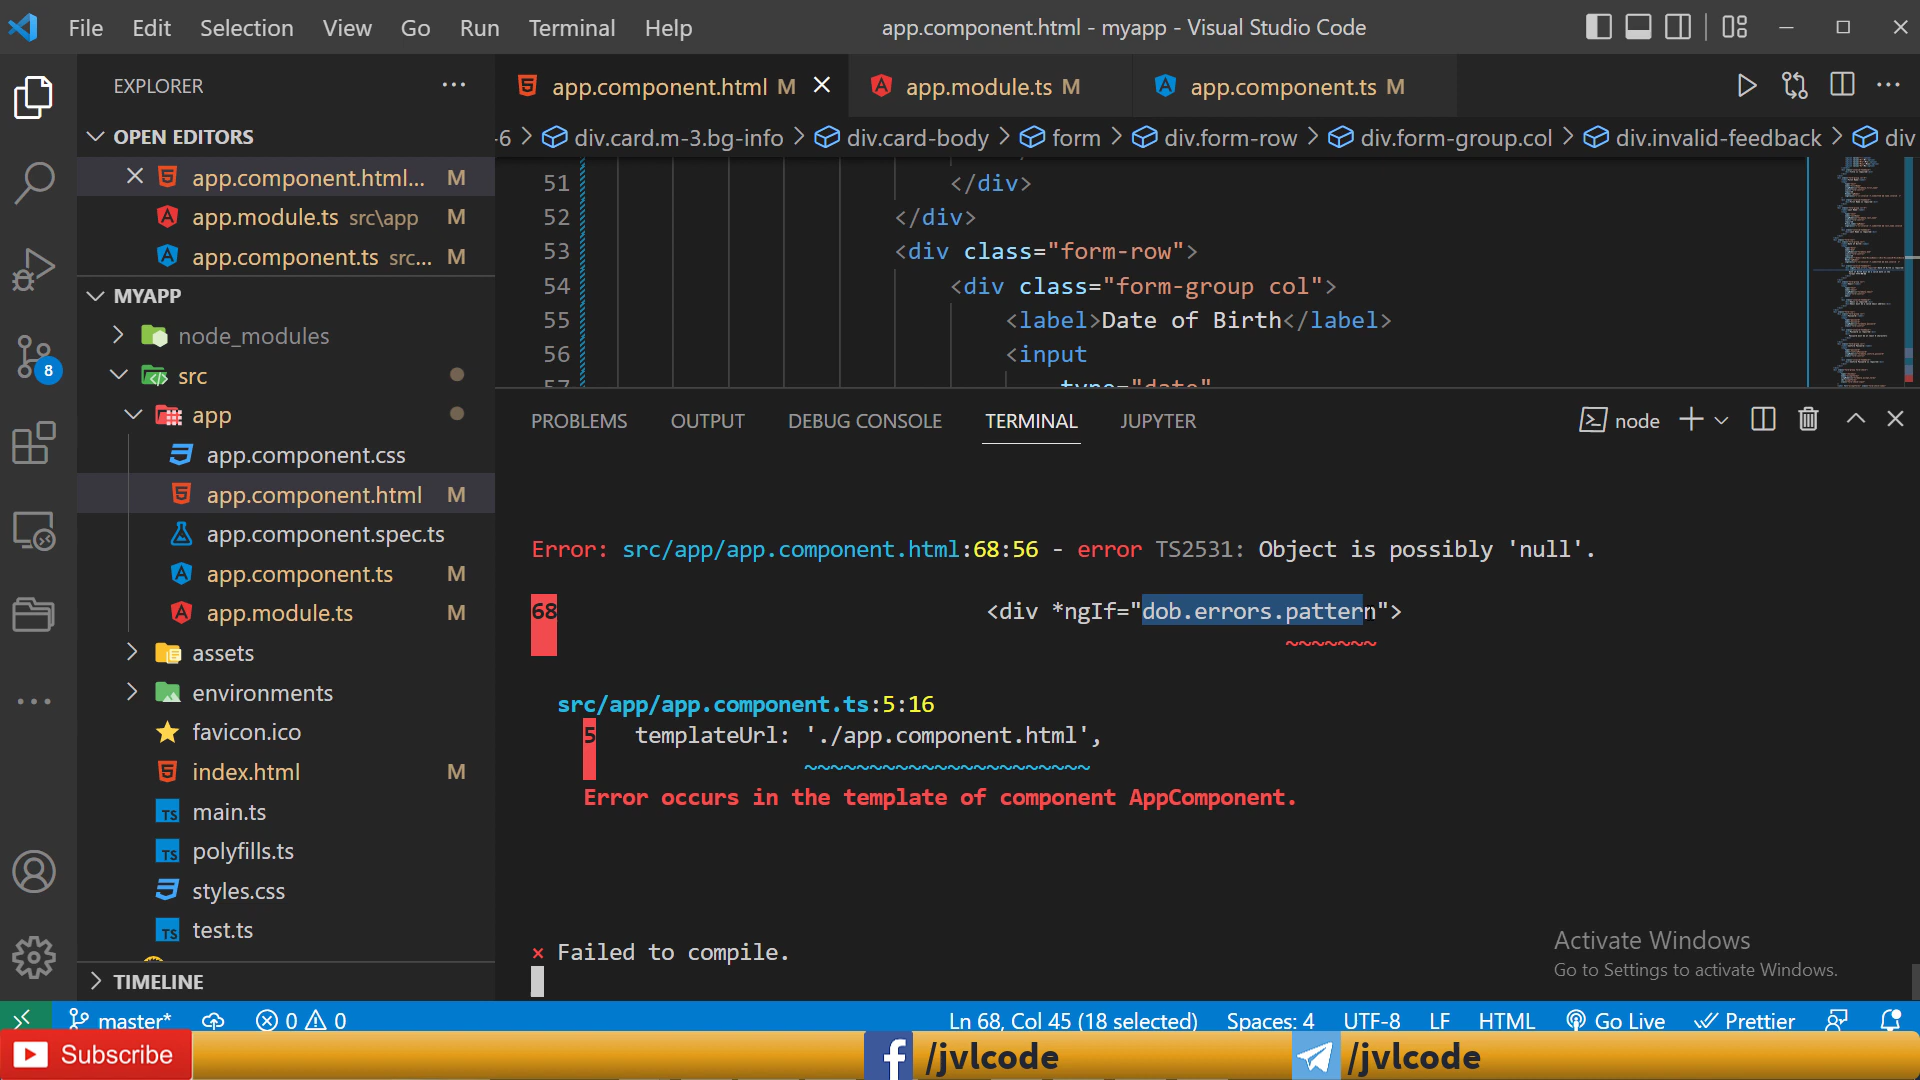 File Edit Selection View Go Run Terminal Help
app.component.html - myapp - Visual Studio Code
EXPLORER
OPEN EDITORS
app.component.html... M
app.module.ts src\app M
app.component.ts src... M
MYAPP
node_modules
src
app
app.component.css
app.component.html M
app.component.spec.ts
app.component.ts M
app.module.ts M
assets
environments
favicon.ico
index.html M
main.ts
polyfills.ts
styles.css
test.ts
TIMELINE
8
app.component.html M
app.module.ts M
app.component.ts M
-6 > div.card.m-3.bg-info > div.card-body > form > div.form-row > div.form-group.col > div.invalid-feedback > div
51 </div>
52 </div>
53 <div class="form-row">
54 <div class="form-group col">
55 <label>Date of Birth</label>
56 <input
57 type="date"
PROBLEMS OUTPUT DEBUG CONSOLE TERMINAL JUPYTER
node
Error: src/app/app.component.html:68:56 - error TS2531: Object is possibly 'null'.
68 <div *ngIf="dob.errors.pattern">
~~~~~~~
src/app/app.component.ts:5:16
5 templateUrl: './app.component.html',
~~~~~~~~~~~~~~~~~~~~~~
Error occurs in the template of component AppComponent.
× Failed to compile.
Activate Windows
Go to Settings to activate Windows.
master* 0 0 Ln 68, Col 45 (18 selected) Spaces: 4 UTF-8 LF HTML Go Live Prettier
Subscribe
/jvlcode
/jvlcode